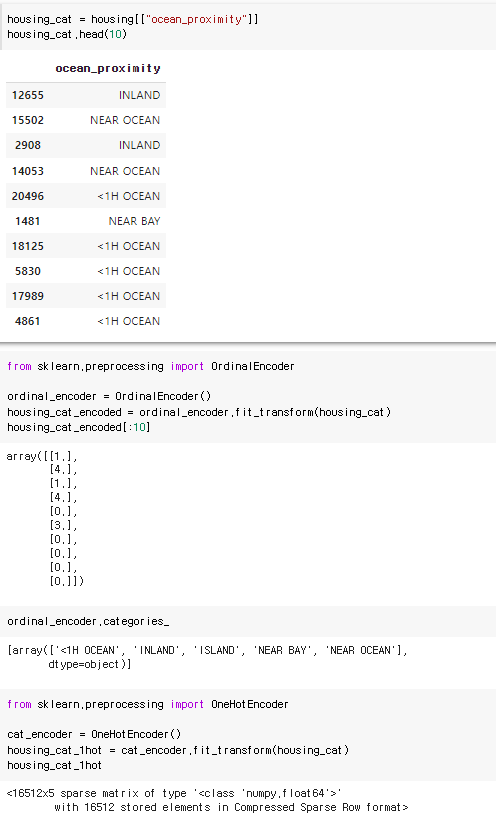 housing_cat = housing[["ocean_proximity"]]
housing_cat.head(10)
ocean_proximity
12655 INLAND
15502 NEAR OCEAN
2908 INLAND
14053 NEAR OCEAN
20496 <1H OCEAN
1481 NEAR BAY
18125 <1H OCEAN
5830 <1H OCEAN
17989 <1H OCEAN
4861 <1H OCEAN
from sklearn.preprocessing import OrdinalEncoder
ordinal_encoder = OrdinalEncoder()
housing_cat_encoded = ordinal_encoder.fit_transform(housing_cat)
housing_cat_encoded[:10]
array([[1.],
[4.],
[1.],
[4.],
[0.],
[3.],
[0.],
[0.],
[0.],
[0.]])
ordinal_encoder.categories_
[array(['<1H OCEAN', 'INLAND', 'ISLAND', 'NEAR BAY', 'NEAR OCEAN'],
dtype=object)]
from sklearn.preprocessing import OneHotEncoder
cat_encoder = OneHotEncoder()
housing_cat_1hot = cat_encoder.fit_transform(housing_cat)
housing_cat_1hot
<16512x5 sparse matrix of type '<class 'numpy.float64'>'
with 16512 stored elements in Compressed Sparse Row format>